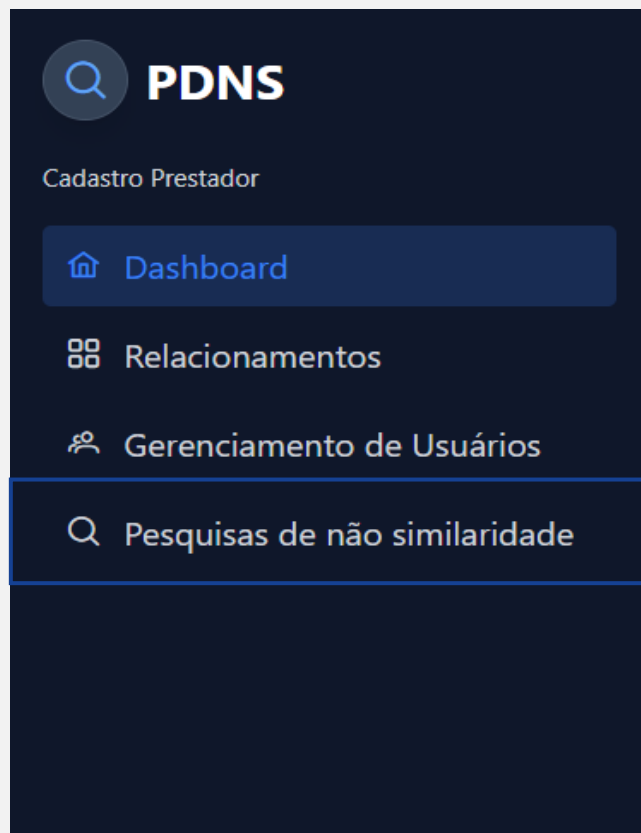 PDNS
Cadastro Prestador
Dashboard
Relacionamentos
Gerenciamento de Usuários
Pesquisas de não similaridade